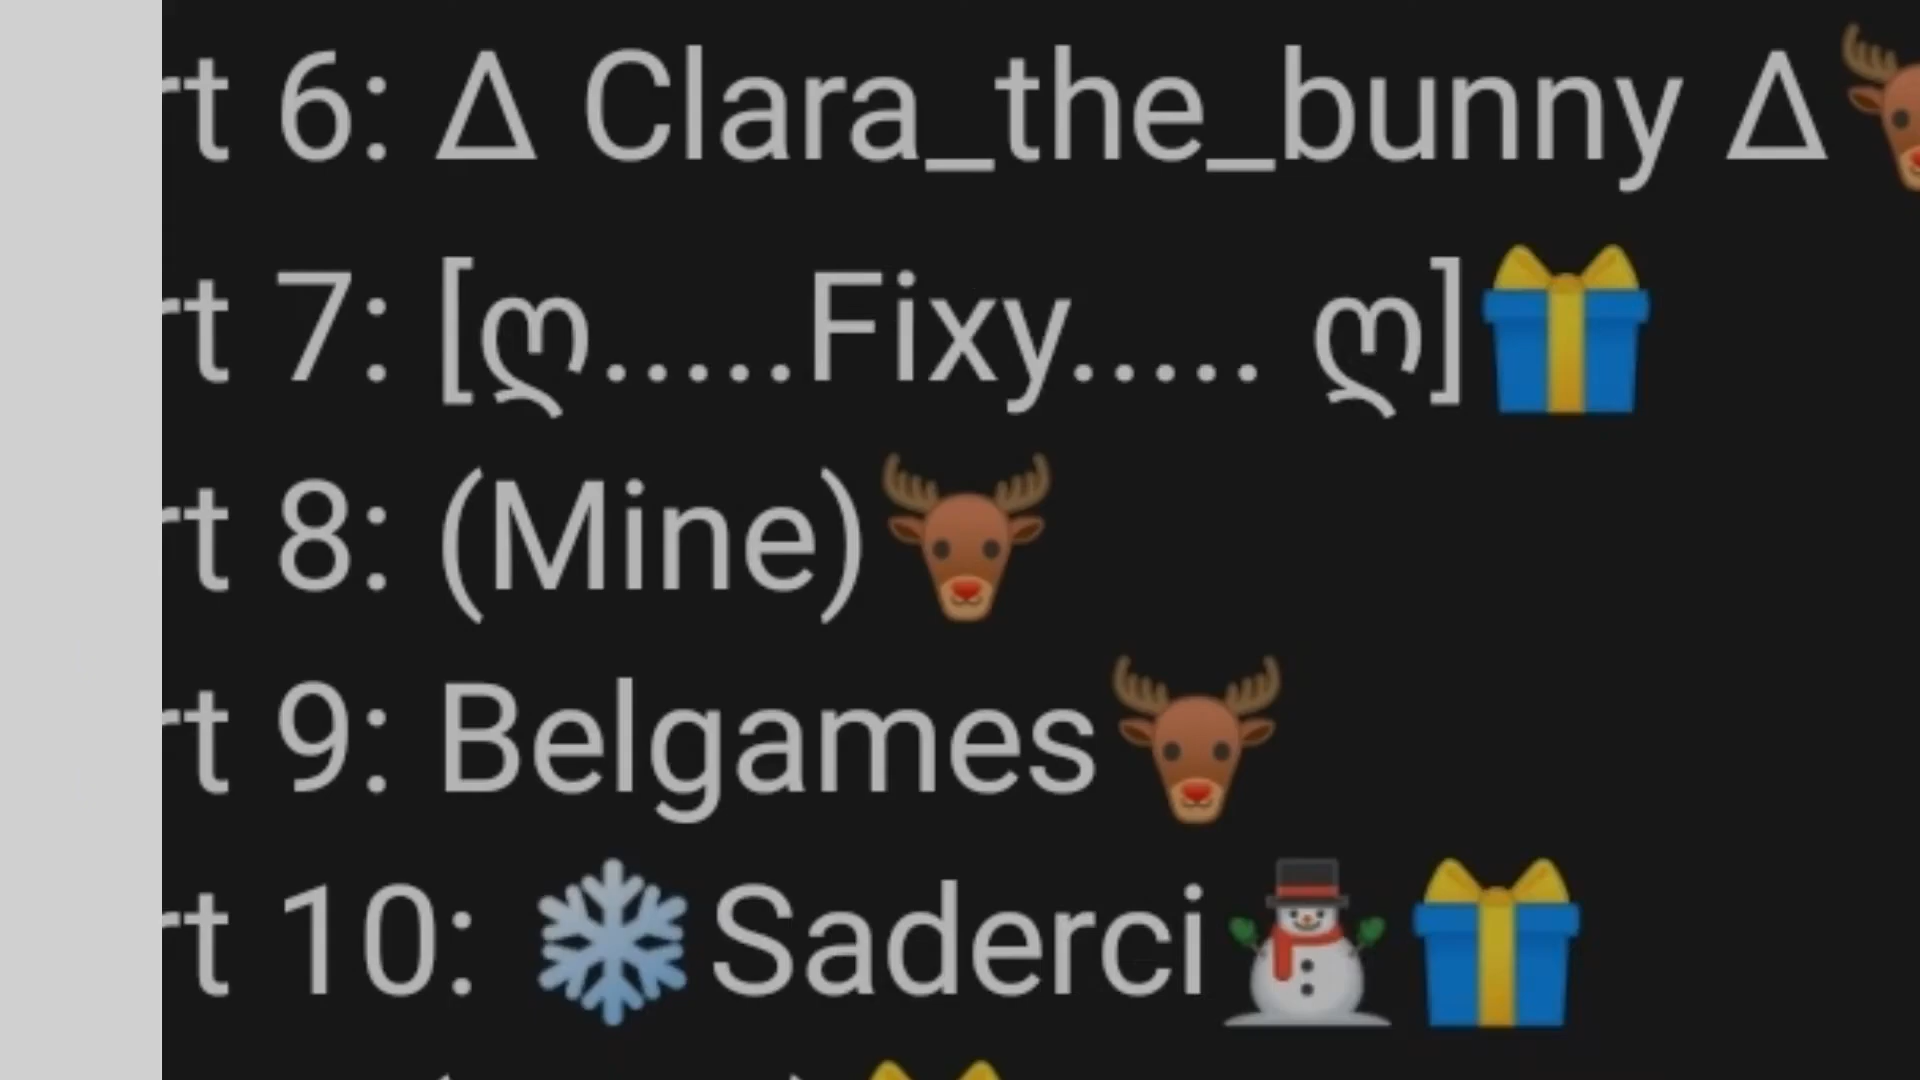 rt 6: Δ Clara_the_bunny Δ🦌
rt 7: [ღ.....Fixy..... ღ]🎁
rt 8: (Mine)🦌
rt 9: Belgames🦌
rt 10: ❄Saderci⛄🎁